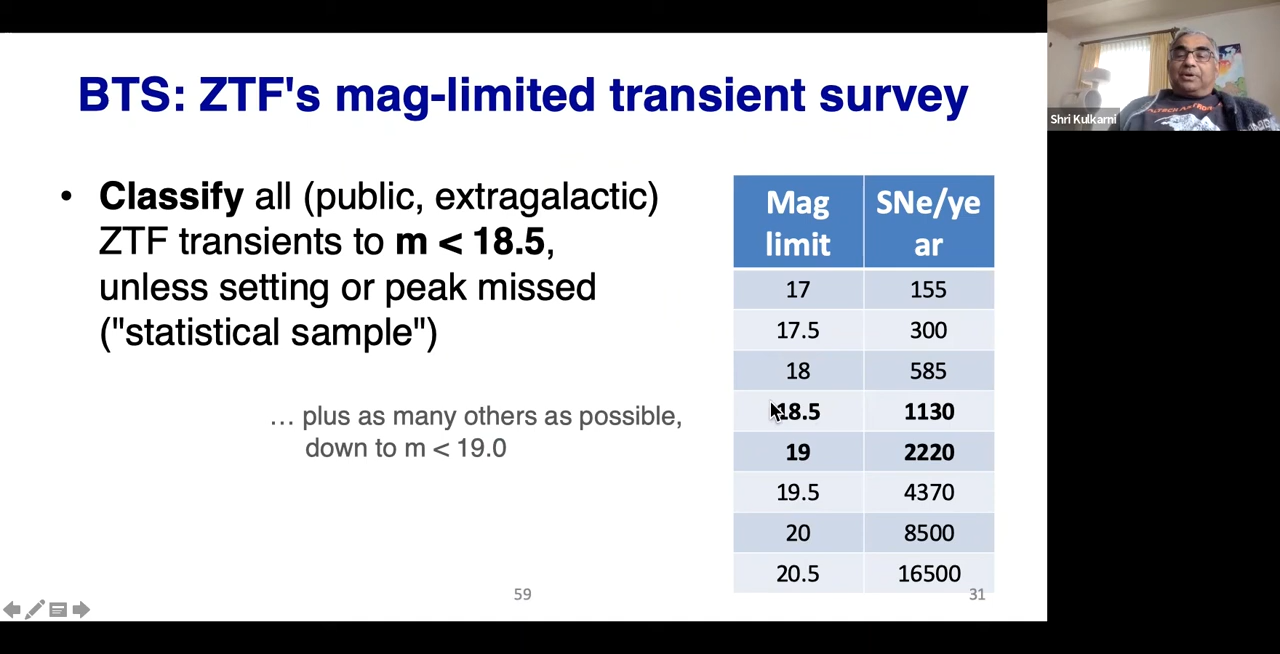 BTS: ZTF's mag-limited transient survey
• Classify all (public, extragalactic)
ZTF transients to m < 18.5,
unless setting or peak missed
("statistical sample")
… plus as many others as possible,
down to m < 19.0
Mag limit SNe/ye ar
17 155
17.5 300
18 585
18.5 1130
19 2220
19.5 4370
20 8500
20.5 16500
59
31
Shri Kulkarni